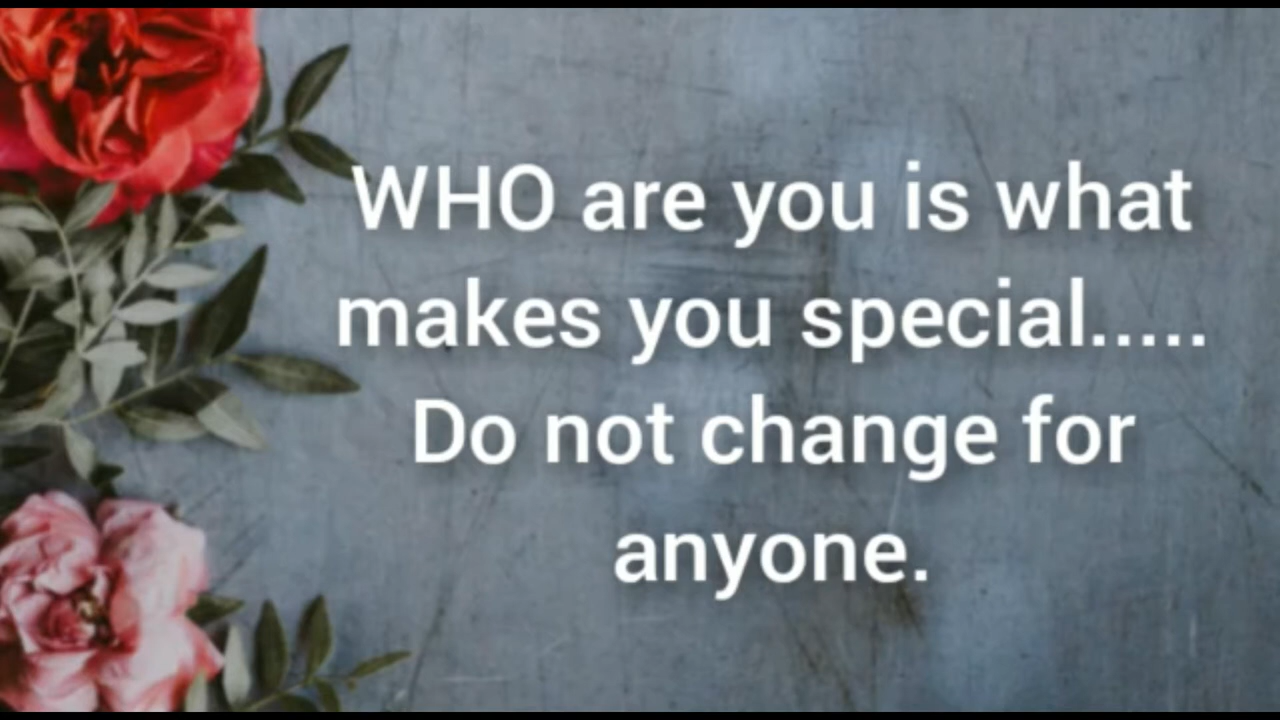 WHO are you is what
makes you special.....
Do not change for
anyone.